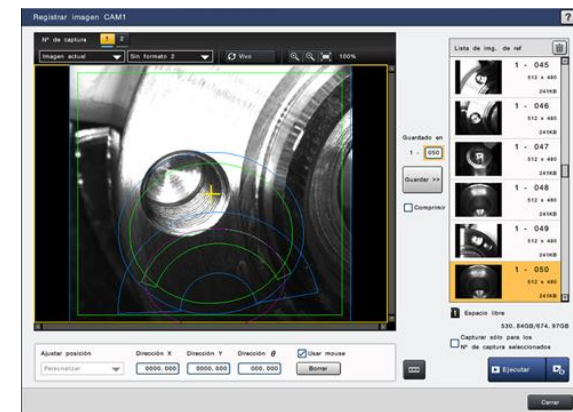 Registrar imagen CAM1
?
Nº de captura 1 2
Imagen actual Sin formato 2 Vivo 100%
Lista de img. de ref
1 - 045
512 x 480
241KB
1 - 046
512 x 480
241KB
1 - 047
512 x 480
241KB
1 - 048
512 x 480
241KB
1 - 049
512 x 480
241KB
1 - 050
512 x 480
241KB
Guardado en
1 - 050
Guardar >>
Comprimir
1 Espacio libre
530.84GB/674.97GB
Capturar sólo para los
Nº de captura seleccionados
Ajustar posición Dirección X Dirección Y Dirección θ Usar mouse
Personalizar 0000.000 0000.000 000.000 Borrar
Ejecutar
Cerrar